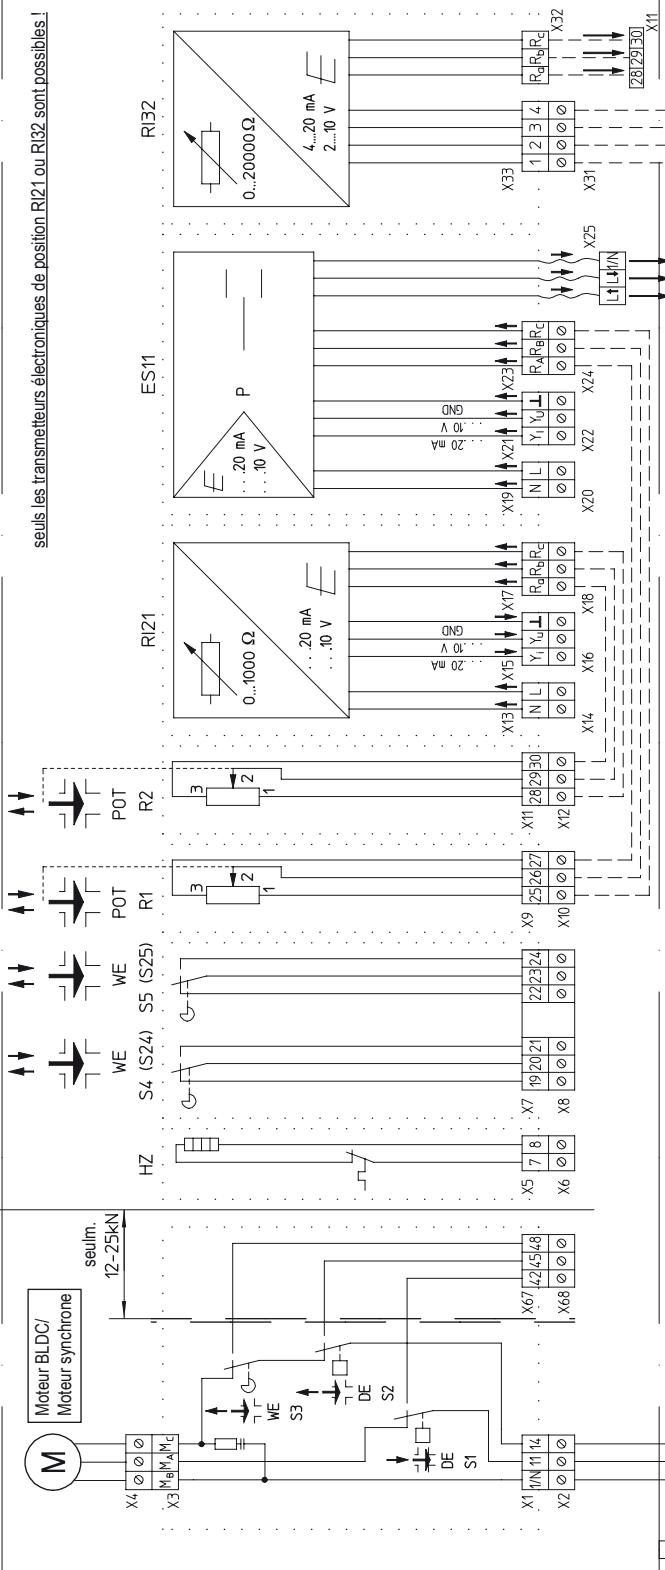 seuls les transmetteurs électroniques de position RI21 ou RI32 sont possibles !
Moteur BLDC/
Moteur synchrone
M
X4
X3
MB MA MC
WE
S3
DE
S2
DE
S1
X1
1/N 11 14
X2
seulm.
12-25kN
X67
42 45 48
X68
HZ
X5
7 8
X6
WE
S4 (S24)
X7
19 20 21
X8
WE
S5 (S25)
22 23 24
POT
R1
3
2
1
X9
25 26 27
X10
POT
R2
3
2
1
X11
28 29 30
X12
RI21
0...1000 Ω
...20 mA
...10 V
X13
N L
X14
...20 mA
...10 V
GND
X15
Yi Yu ⊥
X16
X17
Ra Rb Rc
X18
ES11
...20 mA
...10 V
P
X19
N L
X20
...20 mA
...10 V
GND
X21
Yi Yu ⊥
X22
X23
RA RB RC
X24
X25
L↑ L↓ 1/N
RI32
0...20000 Ω
4...20 mA
2...10 V
X33
1 2 3 4
X31
X32
Ra Rb Rc
28 29 30
X11